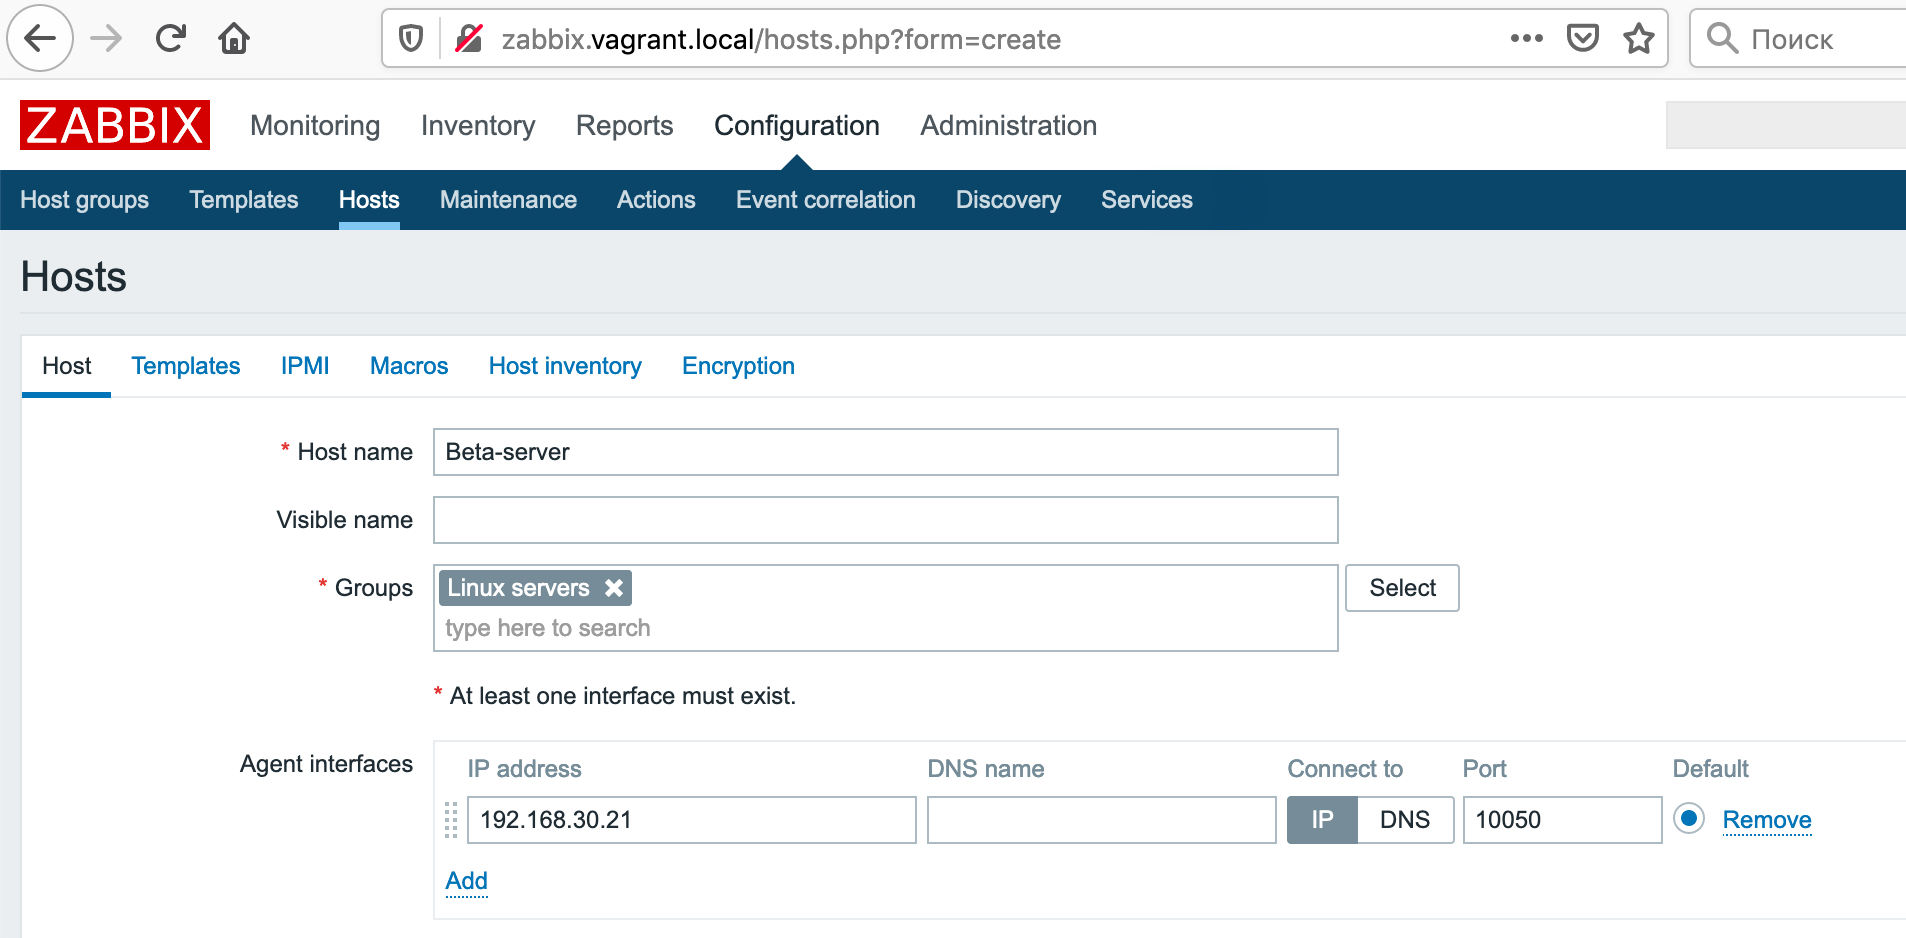 zabbix.vagrant.local/hosts.php?form=create
Поиск
ZABBIX Monitoring Inventory Reports Configuration Administration
Host groups Templates Hosts Maintenance Actions Event correlation Discovery Services
Hosts
Host Templates IPMI Macros Host inventory Encryption
* Host name Beta-server
Visible name
* Groups Linux servers Select
type here to search
* At least one interface must exist.
Agent interfaces IP address DNS name Connect to Port Default
192.168.30.21 IP DNS 10050 Remove
Add